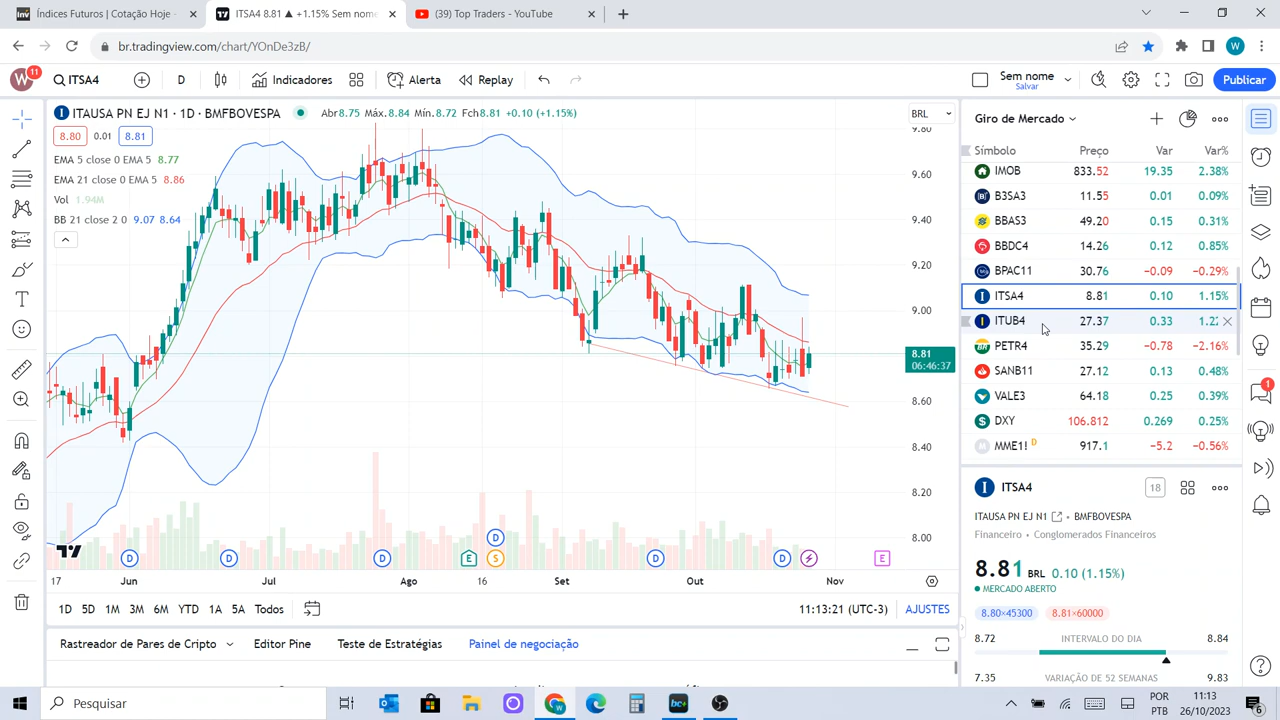 Índices Futuros | Cotação Hoje -
ITSA4 8.81 ▲ +1.15% Sem nome
(39) Top Traders - YouTube
br.tradingview.com/chart/YOnDe3zB/
W
W 11
ITSA4
D
Indicadores
Alerta
Replay
Sem nome
Salvar
Publicar
ITAUSA PN EJ N1 · 1D · BMFBOVESPA
Abr8.75 Máx.8.84 Mín.8.72 Fch8.81 +0.10 (+1.15%)
BRL
8.80 0.01 8.81
EMA 5 close 0 EMA 5 8.77
EMA 21 close 0 EMA 5 8.86
Vol 1.94M
BB 21 close 2 0 9.07 8.64
9.80
9.60
9.40
9.20
9.00
8.81
06:46:37
8.60
8.40
8.20
8.00
D D D E D S D D E
17 Jun Jul Ago 16 Set Out Nov
1D 5D 1M 3M 6M YTD 1A 5A Todos
11:13:21 (UTC-3) AJUSTES
Rastreador de Pares de Cripto
Editor Pine
Teste de Estratégias
Painel de negociação
Giro de Mercado
Símbolo Preço Var Var%
IMOB 833.52 19.35 2.38%
B3SA3 11.55 0.01 0.09%
BBAS3 49.20 0.15 0.31%
BBDC4 14.26 0.12 0.85%
BPAC11 30.76 −0.09 −0.29%
ITSA4 8.81 0.10 1.15%
ITUB4 27.37 0.33
PETR4 35.29 −0.78 −2.16%
SANB11 27.12 0.13 0.48%
VALE3 64.18 0.25 0.39%
DXY 106.812 0.269 0.25%
MME1! D 917.1 −5.2 −0.56%
ITSA4
18
ITAUSA PN EJ N1 • BMFBOVESPA
Financeiro • Conglomerados Financeiros
8.81 BRL 0.10 (1.15%)
MERCADO ABERTO
8.80×45300 8.81×60000
8.72 INTERVALO DO DIA 8.84
7.35 VARIAÇÃO DE 52 SEMANAS 9.83
1
Pesquisar
bc+
POR
PTB
11:13
26/10/2023
6